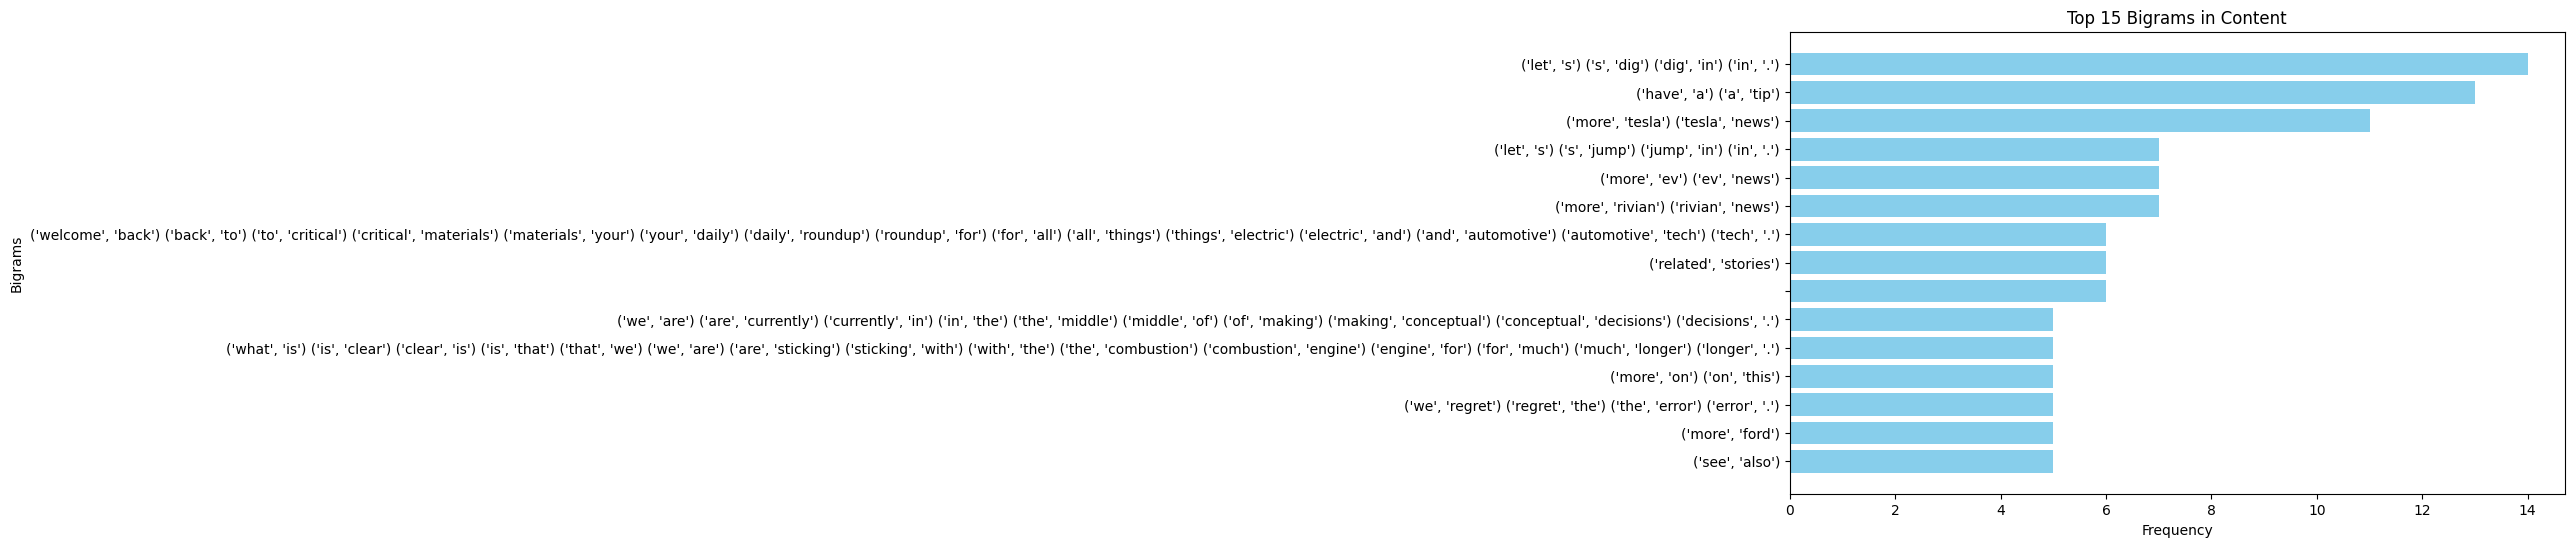 Top 15 Bigrams in Content
('let', 's') ('s', 'dig') ('dig', 'in') ('in', '.')
('have', 'a') ('a', 'tip')
('more', 'tesla') ('tesla', 'news')
('let', 's') ('s', 'jump') ('jump', 'in') ('in', '.')
('more', 'ev') ('ev', 'news')
('more', 'rivian') ('rivian', 'news')
('welcome', 'back') ('back', 'to') ('to', 'critical') ('critical', 'materials') ('materials', 'your') ('your', 'daily') ('daily', 'roundup') ('roundup', 'for') ('for', 'all') ('all', 'things') ('things', 'electric') ('electric', 'and') ('and', 'automotive') ('automotive', 'tech') ('tech', '.')
('related', 'stories')
('we', 'are') ('are', 'currently') ('currently', 'in') ('in', 'the') ('the', 'middle') ('middle', 'of') ('of', 'making') ('making', 'conceptual') ('conceptual', 'decisions') ('decisions', '.')
('what', 'is') ('is', 'clear') ('clear', 'is') ('is', 'that') ('that', 'we') ('we', 'are') ('are', 'sticking') ('sticking', 'with') ('with', 'the') ('the', 'combustion') ('combustion', 'engine') ('engine', 'for') ('for', 'much') ('much', 'longer') ('longer', '.')
('more', 'on') ('on', 'this')
('we', 'regret') ('regret', 'the') ('the', 'error') ('error', '.')
('more', 'ford')
('see', 'also')
Bigrams
0 2 4 6 8 10 12 14
Frequency